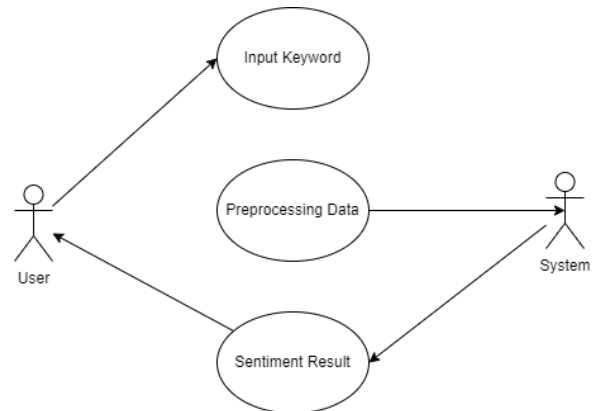 Input Keyword
Preprocessing Data
User
System
Sentiment Result